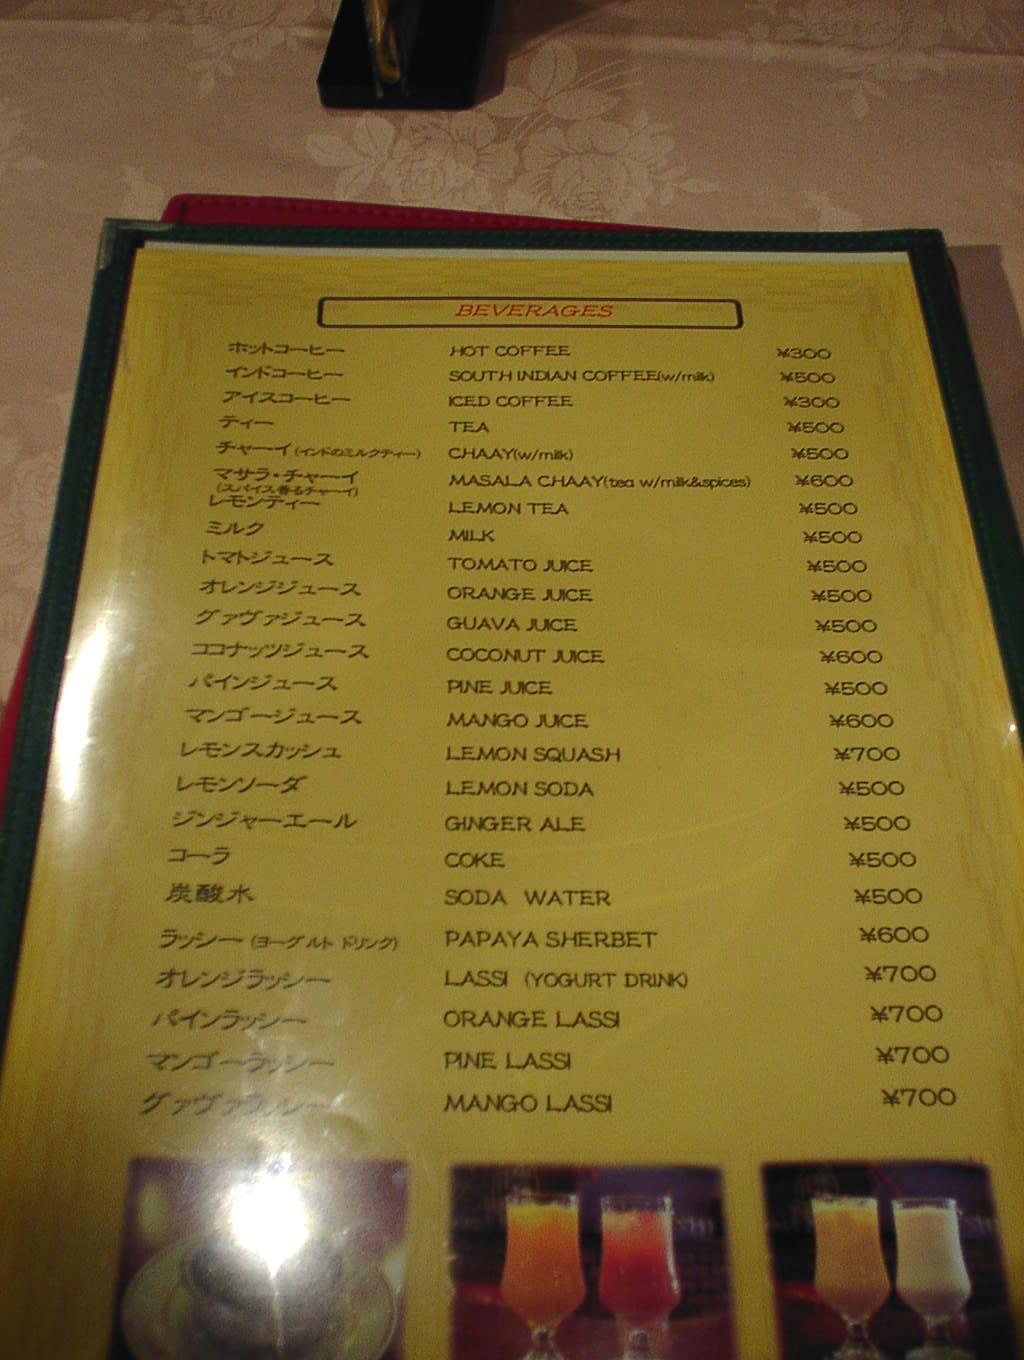 BEVERAGES
ホットコーヒー HOT COFFEE ¥300
インドコーヒー SOUTH INDIAN COFFEE(w/milk) ¥500
アイスコーヒー ICED COFFEE ¥300
ティー TEA ¥500
チャーイ(インドのミルクティー) CHAAY(w/milk) ¥500
マサラ・チャーイ MASALA CHAAY(tea w/milk&spices) ¥600
(スパイス香るチャーイ)
レモンティー LEMON TEA ¥500
ミルク MILK ¥500
トマトジュース TOMATO JUICE ¥500
オレンジジュース ORANGE JUICE ¥500
グァヴァジュース GUAVA JUICE ¥500
ココナッツジュース COCONUT JUICE ¥600
パインジュース PINE JUICE ¥500
マンゴージュース MANGO JUICE ¥600
レモンスカッシュ LEMON SQUASH ¥700
レモンソーダ LEMON SODA ¥500
ジンジャーエール GINGER ALE ¥500
コーラ COKE ¥500
炭酸水 SODA WATER ¥500
ラッシー(ヨーグルト ドリンク) PAPAYA SHERBET ¥600
オレンジラッシー LASSI (YOGURT DRINK) ¥700
パインラッシー ORANGE LASSI ¥700
マンゴーラッシー PINE LASSI ¥700
グァヴァラッシー MANGO LASSI ¥700